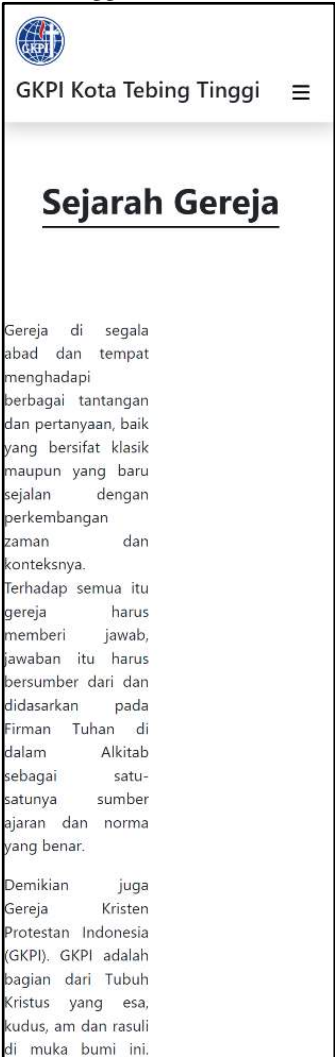 GKPI
GKPI Kota Tebing Tinggi
Sejarah Gereja
Gereja di segala
abad dan tempat
menghadapi
berbagai tantangan
dan pertanyaan, baik
yang bersifat klasik
maupun yang baru
sejalan dengan
perkembangan
zaman dan
konteksnya.
Terhadap semua itu
gereja harus
memberi jawab,
jawaban itu harus
bersumber dari dan
didasarkan pada
Firman Tuhan di
dalam Alkitab
sebagai satu-
satunya sumber
ajaran dan norma
yang benar.
Demikian juga
Gereja Kristen
Protestan Indonesia
(GKPI). GKPI adalah
bagian dari Tubuh
Kristus yang esa,
kudus, am dan rasuli
di muka bumi ini.